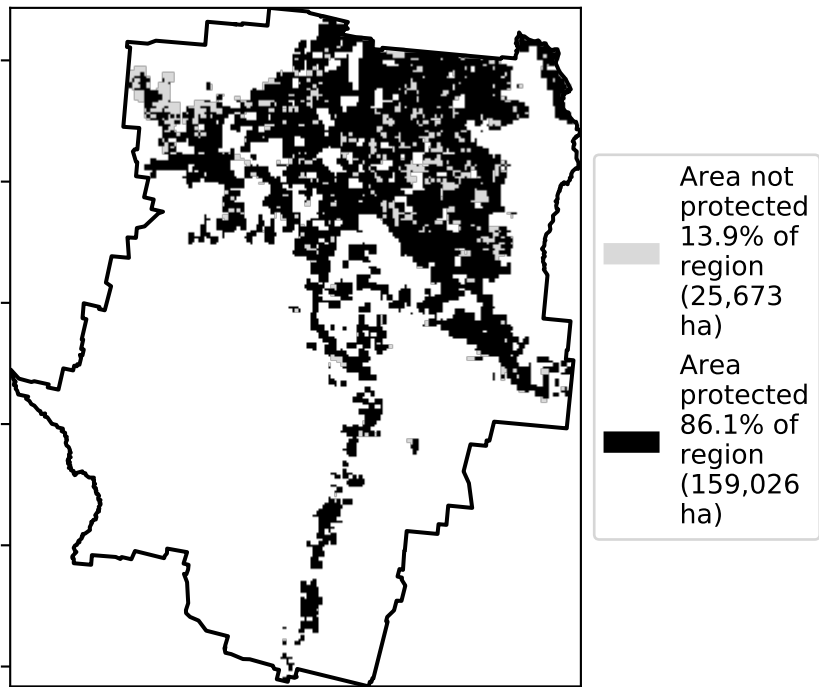 Area not
protected
13.9% of
region
(25,673
ha)
Area
protected
86.1% of
region
(159,026
ha)